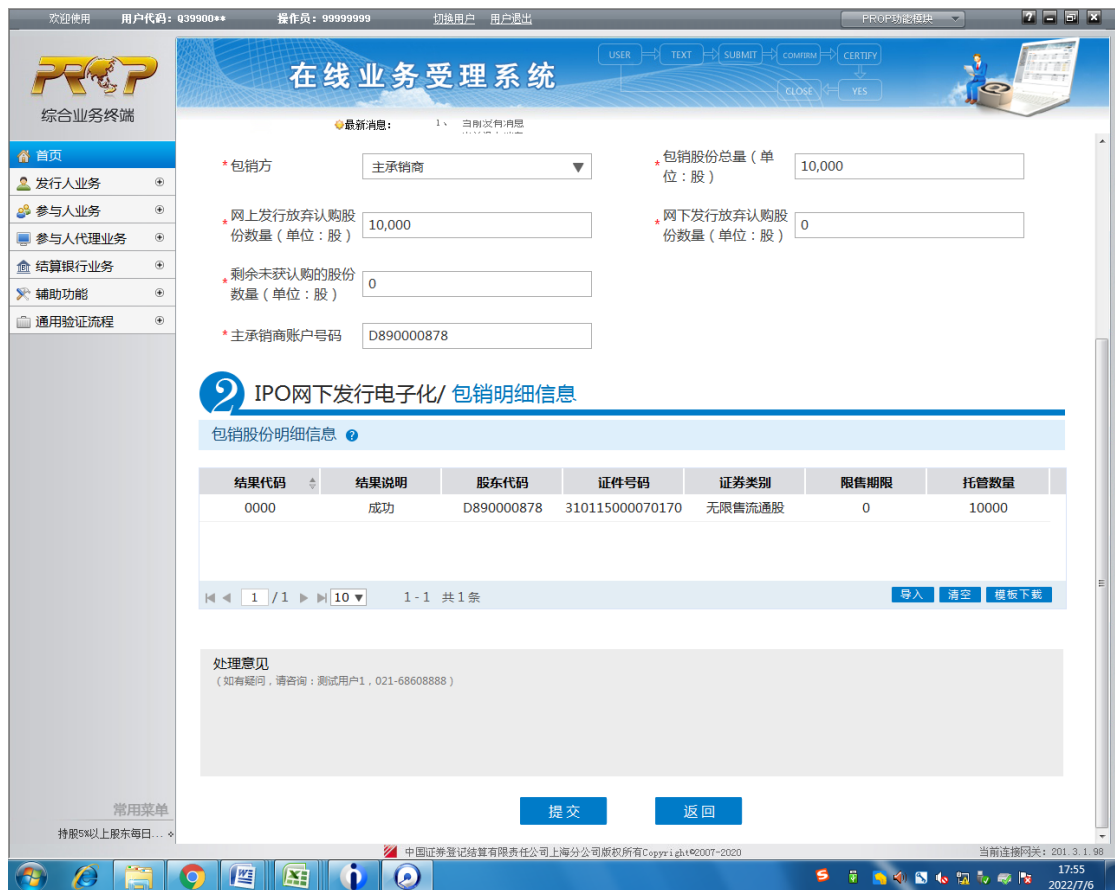 欢迎使用 用户代码: Q39900** 操作员: 99999999 切换用户 用户退出 PROP功能模块
PROP
综合业务终端
在线业务受理系统
USER TEXT SUBMIT COMFIRM CERTIFY
CLOSE YES
最新消息: 1、 当前没有消息
首页
发行人业务
参与人业务
参与人代理业务
结算银行业务
辅助功能
通用验证流程
*包销方 主承销商
*包销股份总量(单
位:股) 10,000
*网上发行放弃认购股
份数量(单位:股) 10,000
*网下发行放弃认购股
份数量(单位:股) 0
*剩余未获认购的股份
数量(单位:股) 0
*主承销商账户号码 D890000878
2 IPO网下发行电子化/ 包销明细信息
包销股份明细信息 ?
结果代码 结果说明 股东代码 证件号码 证券类别 限售期限 托管数量
0000 成功 D890000878 310115000070170 无限售流通股 0 10000
1 / 1 10 1 - 1 共 1 条 导入 清空 模板下载
处理意见
(如有疑问,请咨询:测试用户1,021-68608888)
提交 返回
常用菜单
持股5%以上股东每日...
中国证券登记结算有限责任公司上海分公司版权所有Copyright©2007-2020 当前连接网关: 201.3.1.98
17:55
2022/7/6